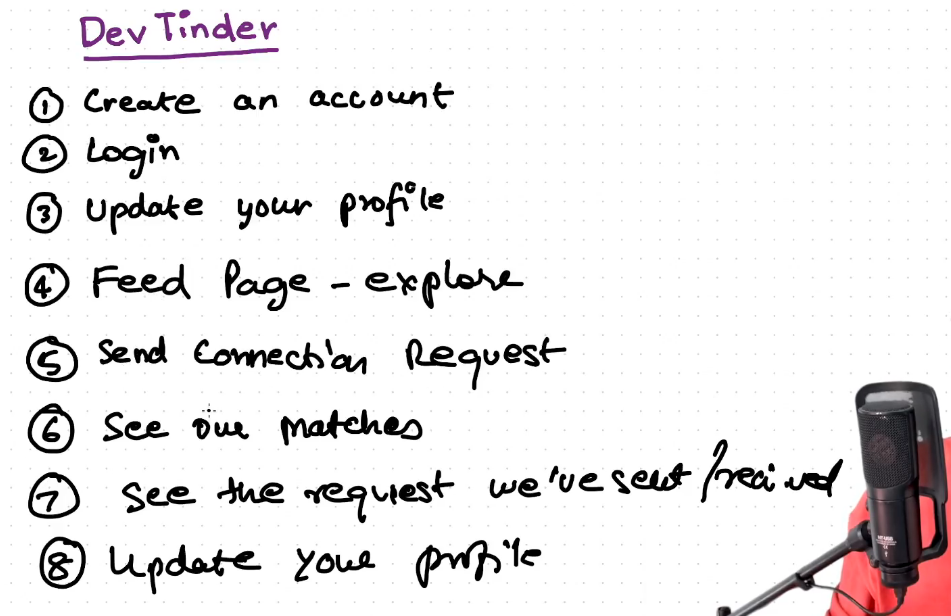 Dev Tinder
① Create an account
② Login
③ Update your profile
④ Feed Page - explore
⑤ Send Connection Request
⑥ See our matches
⑦ See the request we've sent / recived
⑧ Update your profile